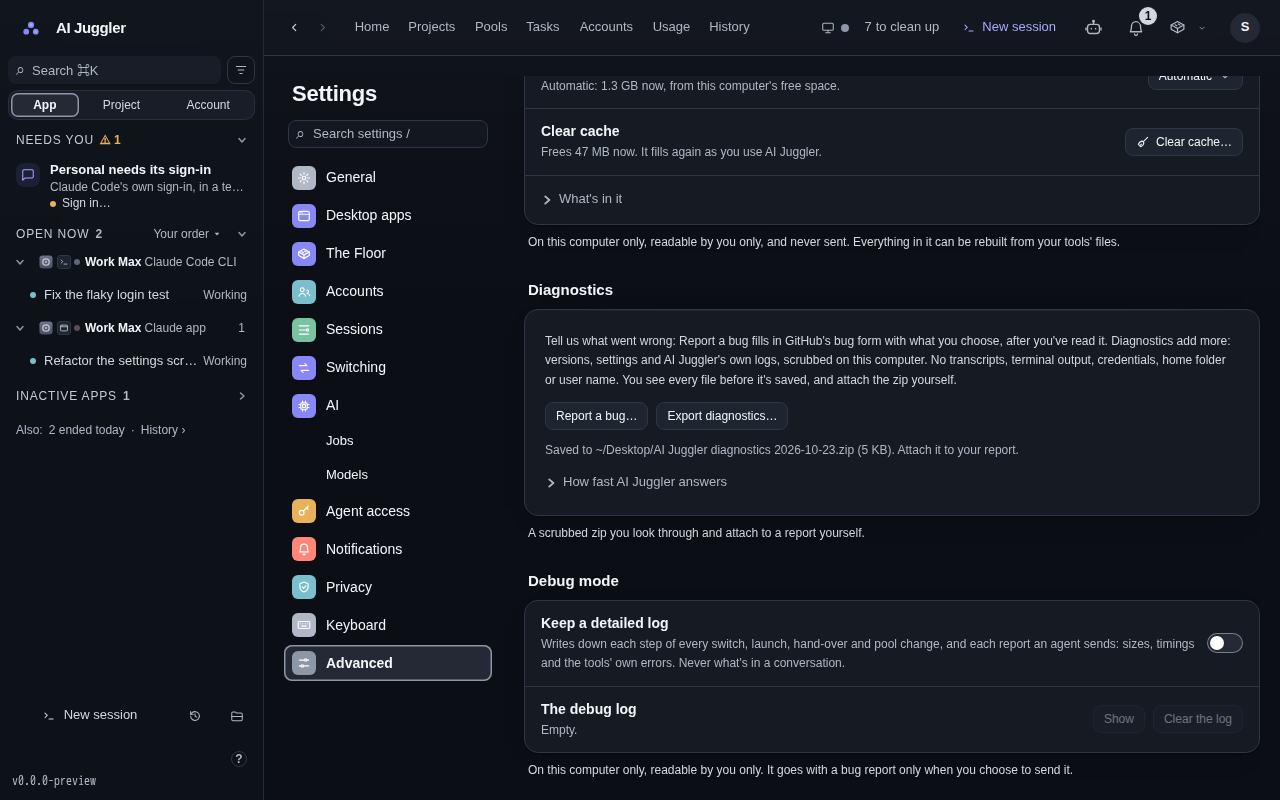 AI Juggler
Search ⌘K
App
Project
Account
NEEDS YOU 1
Personal needs its sign-in
Claude Code's own sign-in, in a te…
Sign in…
OPEN NOW 2
Your order
Work Max Claude Code CLI
Fix the flaky login test
Working
Work Max Claude app
1
Refactor the settings scr…
Working
INACTIVE APPS 1
Also: 2 ended today · History ›
New session
?
v0.0.0-preview
Home
Projects
Pools
Tasks
Accounts
Usage
History
7 to clean up
New session
1
S
Settings
Search settings /
General
Desktop apps
The Floor
Accounts
Sessions
Switching
AI
Jobs
Models
Agent access
Notifications
Privacy
Keyboard
Advanced
Automatic: 1.3 GB now, from this computer's free space.
Automatic
Clear cache
Frees 47 MB now. It fills again as you use AI Juggler.
Clear cache…
What's in it
On this computer only, readable by you only, and never sent. Everything in it can be rebuilt from your tools' files.
Diagnostics
Tell us what went wrong: Report a bug fills in GitHub's bug form with what you choose, after you've read it. Diagnostics add more:
versions, settings and AI Juggler's own logs, scrubbed on this computer. No transcripts, terminal output, credentials, home folder
or user name. You see every file before it's saved, and attach the zip yourself.
Report a bug…
Export diagnostics…
Saved to ~/Desktop/AI Juggler diagnostics 2026-10-23.zip (5 KB). Attach it to your report.
How fast AI Juggler answers
A scrubbed zip you look through and attach to a report yourself.
Debug mode
Keep a detailed log
Writes down each step of every switch, launch, hand-over and pool change, and each report an agent sends: sizes, timings
and the tools' own errors. Never what's in a conversation.
The debug log
Empty.
Show
Clear the log
On this computer only, readable by you only. It goes with a bug report only when you choose to send it.